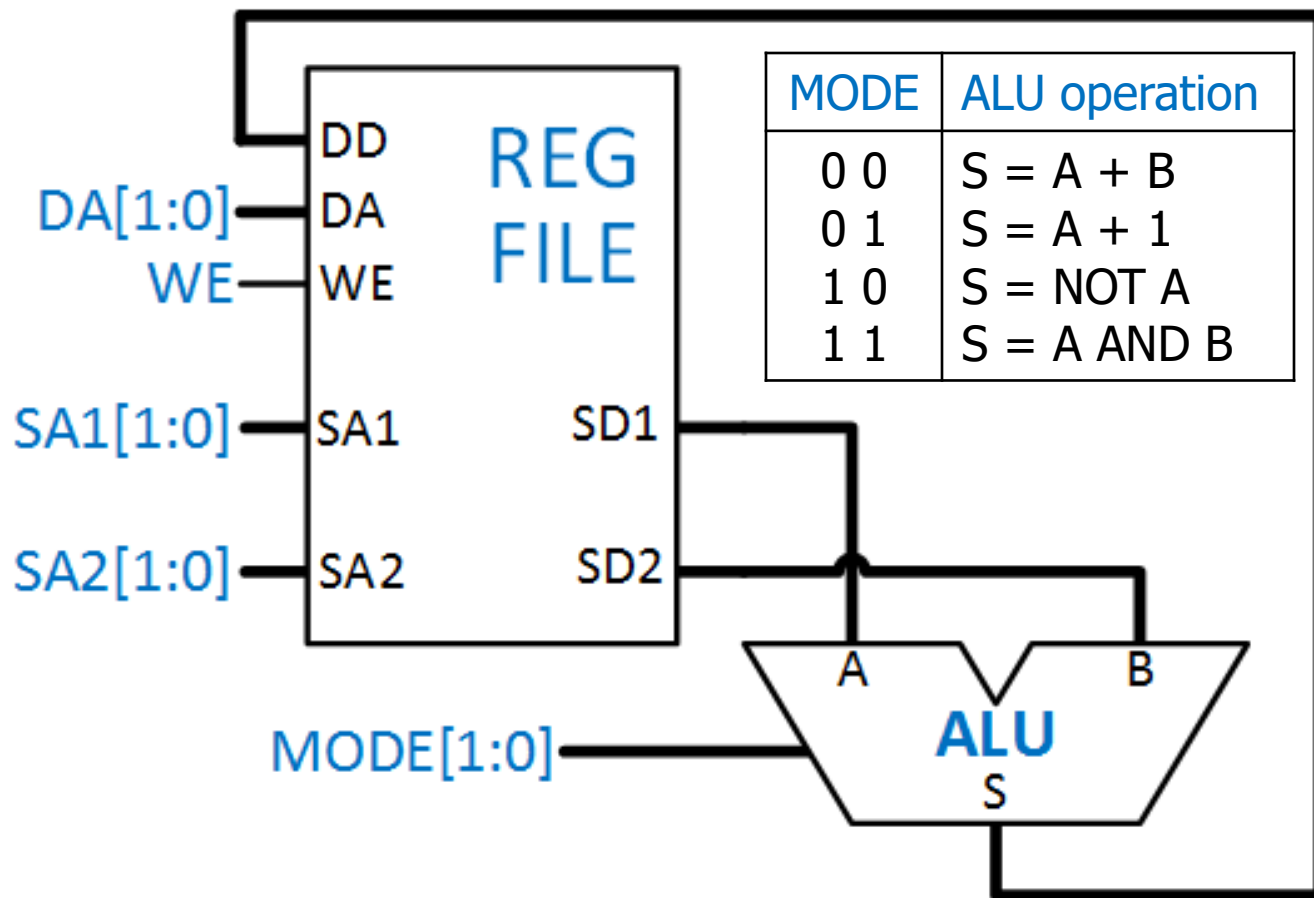 MODE ALU operation
0 0 S = A + B
0 1 S = A + 1
1 0 S = NOT A
1 1 S = A AND B
DD
REG
FILE
DA[1:0] DA
WE WE
SA1[1:0] SA1 SD1
SA2[1:0] SA2 SD2
A B
ALU
MODE[1:0]
S